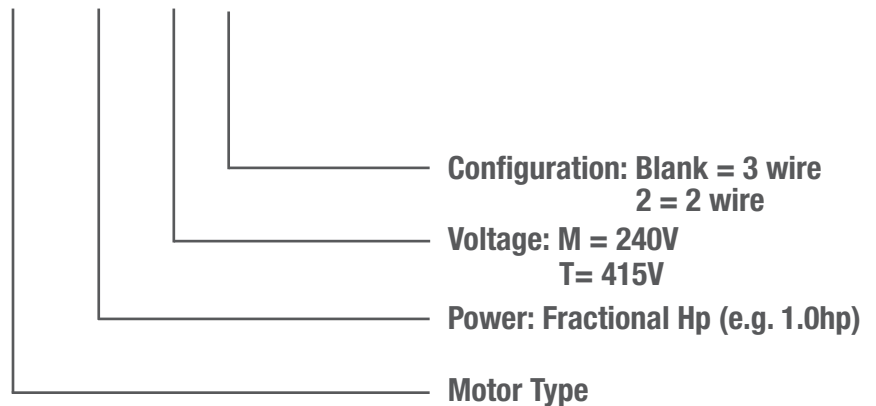 Configuration: Blank = 3 wire
2 = 2 wire
Voltage: M = 240V
T= 415V
Power: Fractional Hp (e.g. 1.0hp)
Motor Type